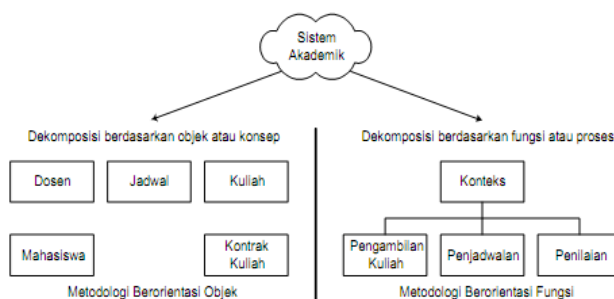 Sistem
Akademik
Dekomposisi berdasarkan objek atau konsep
Dekomposisi berdasarkan fungsi atau proses
Dosen
Jadwal
Kuliah
Konteks
Mahasiswa
Kontrak
Kuliah
Pengambilan
Kuliah
Penjadwalan
Penilaian
Metodologi Berorientasi Objek
Metodologi Berorientasi Fungsi